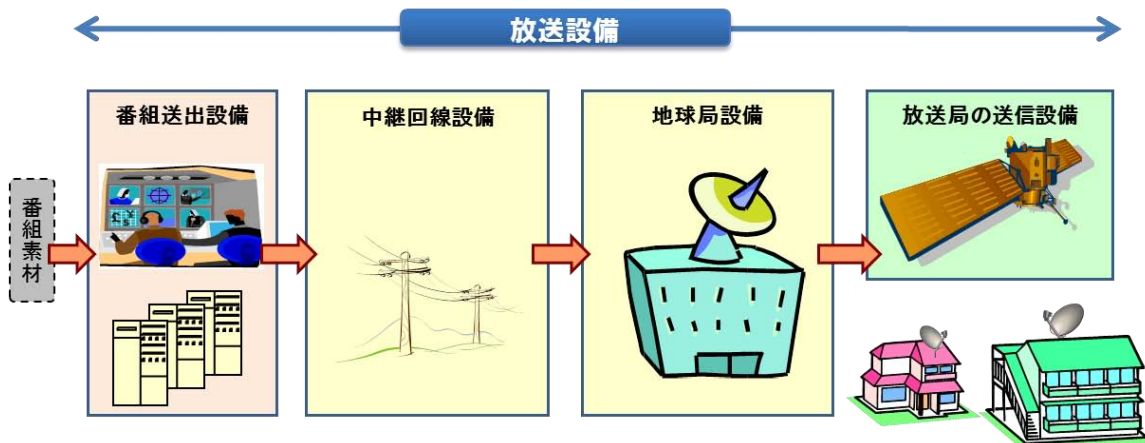 放送設備
番組送出設備
中継回線設備
地球局設備
放送局の送信設備
番組素材